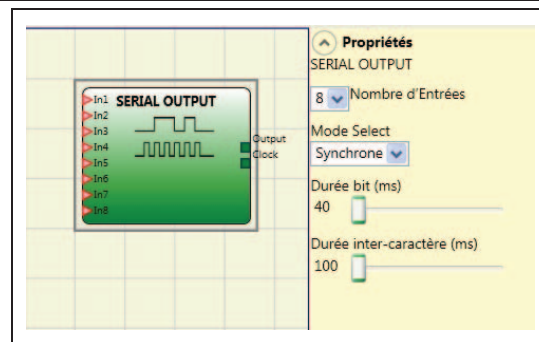 In1 SERIAL OUTPUT
In2
In3
In4
In5
In6
In7
In8
Output
Clock
Propriétés
SERIAL OUTPUT
8 Nombre d'Entrées
Mode Select
Synchrone
Durée bit (ms)
40
Durée inter-caractère (ms)
100